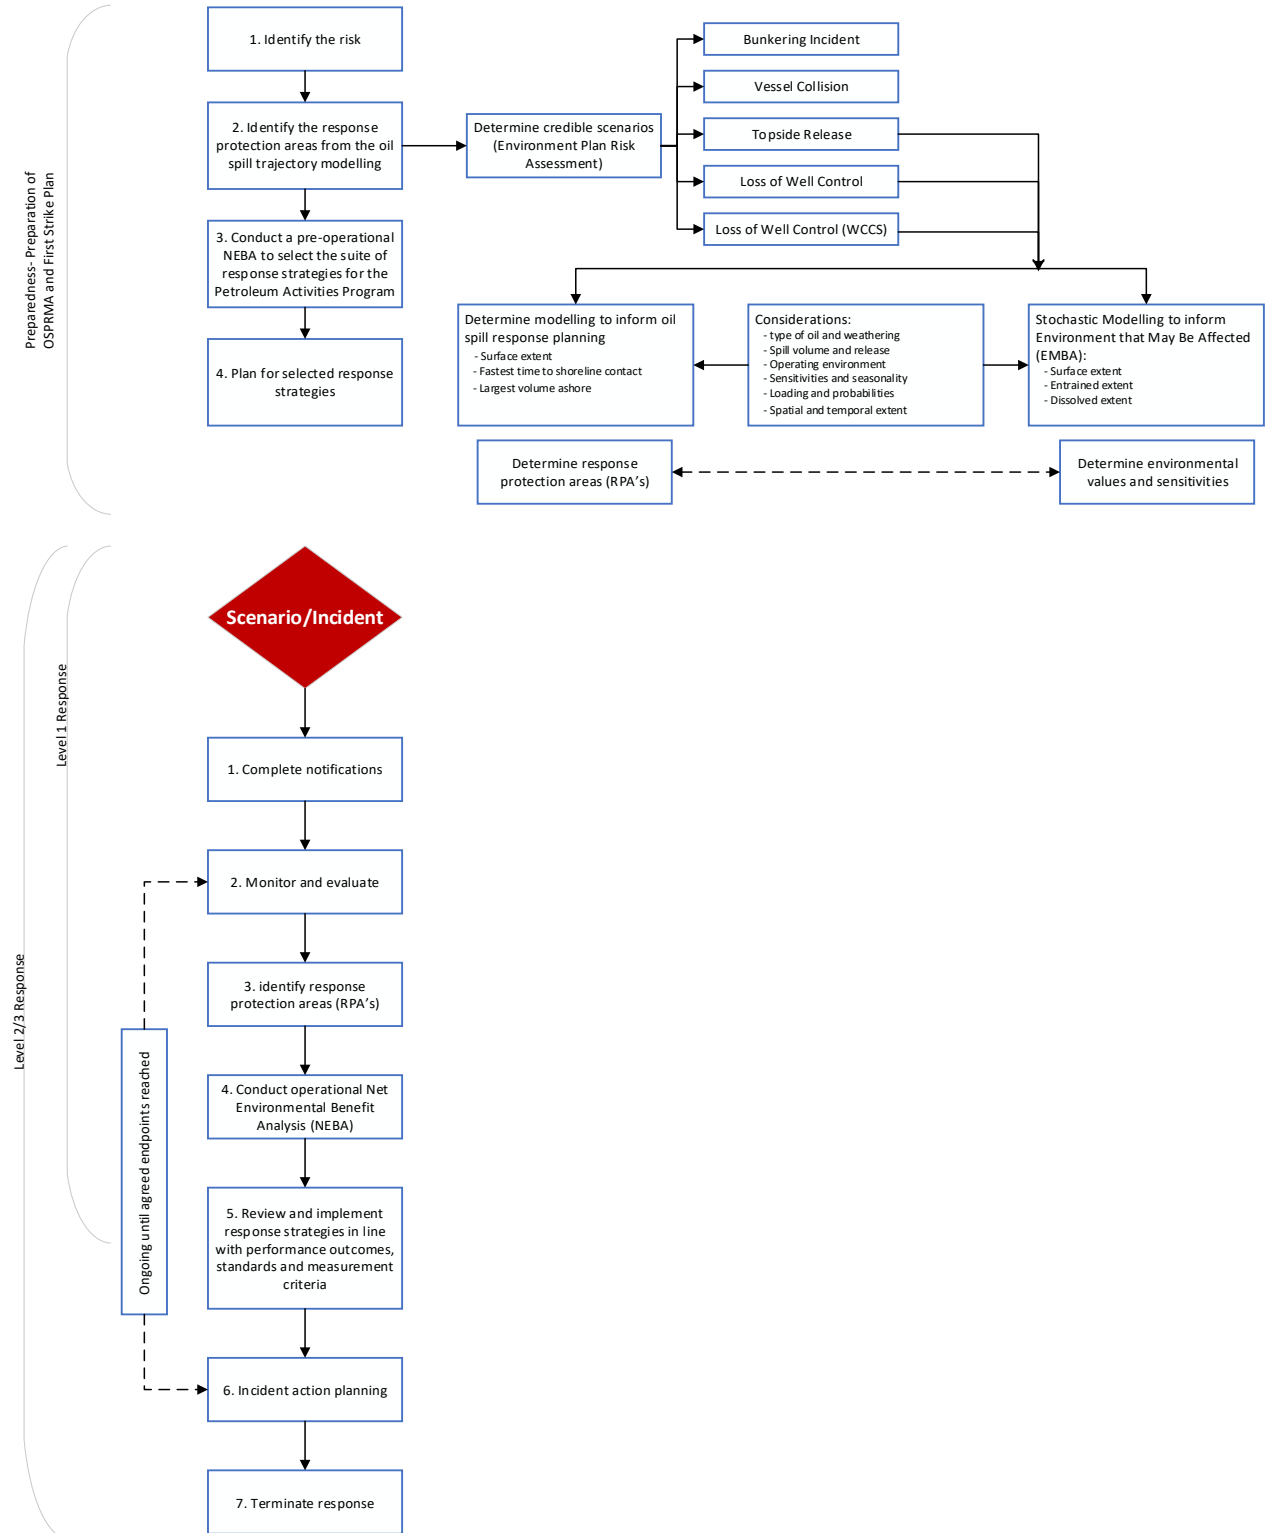 Preparedness- Preparation of
OSPRMA and First Strike Plan
1. Identify the risk
2. Identify the response
protection areas from the oil
spill trajectory modelling
3. Conduct a pre-operational
NEBA to select the suite of
response strategies for the
Petroleum Activities Program
4. Plan for selected response
strategies
Determine credible scenarios
(Environment Plan Risk
Assessment)
Bunkering Incident
Vessel Collision
Topside Release
Loss of Well Control
Loss of Well Control (WCCS)
Determine modelling to inform oil
spill response planning
- Surface extent
- Fastest time to shoreline contact
- Largest volume ashore
Considerations:
- type of oil and weathering
- Spill volume and release
- Operating environment
- Sensitivities and seasonality
- Loading and probabilities
- Spatial and temporal extent
Stochastic Modelling to inform
Environment that May Be Affected
(EMBA):
- Surface extent
- Entrained extent
- Dissolved extent
Determine response
protection areas (RPA's)
Determine environmental
values and sensitivities
Level 2/3 Response
Level 1 Response
Scenario/Incident
1. Complete notifications
2. Monitor and evaluate
3. identify response
protection areas (RPA's)
4. Conduct operational Net
Environmental Benefit
Analysis (NEBA)
5. Review and implement
response strategies in line
with performance outcomes,
standards and measurement
criteria
Ongoing until agreed endpoints reached
6. Incident action planning
7. Terminate response